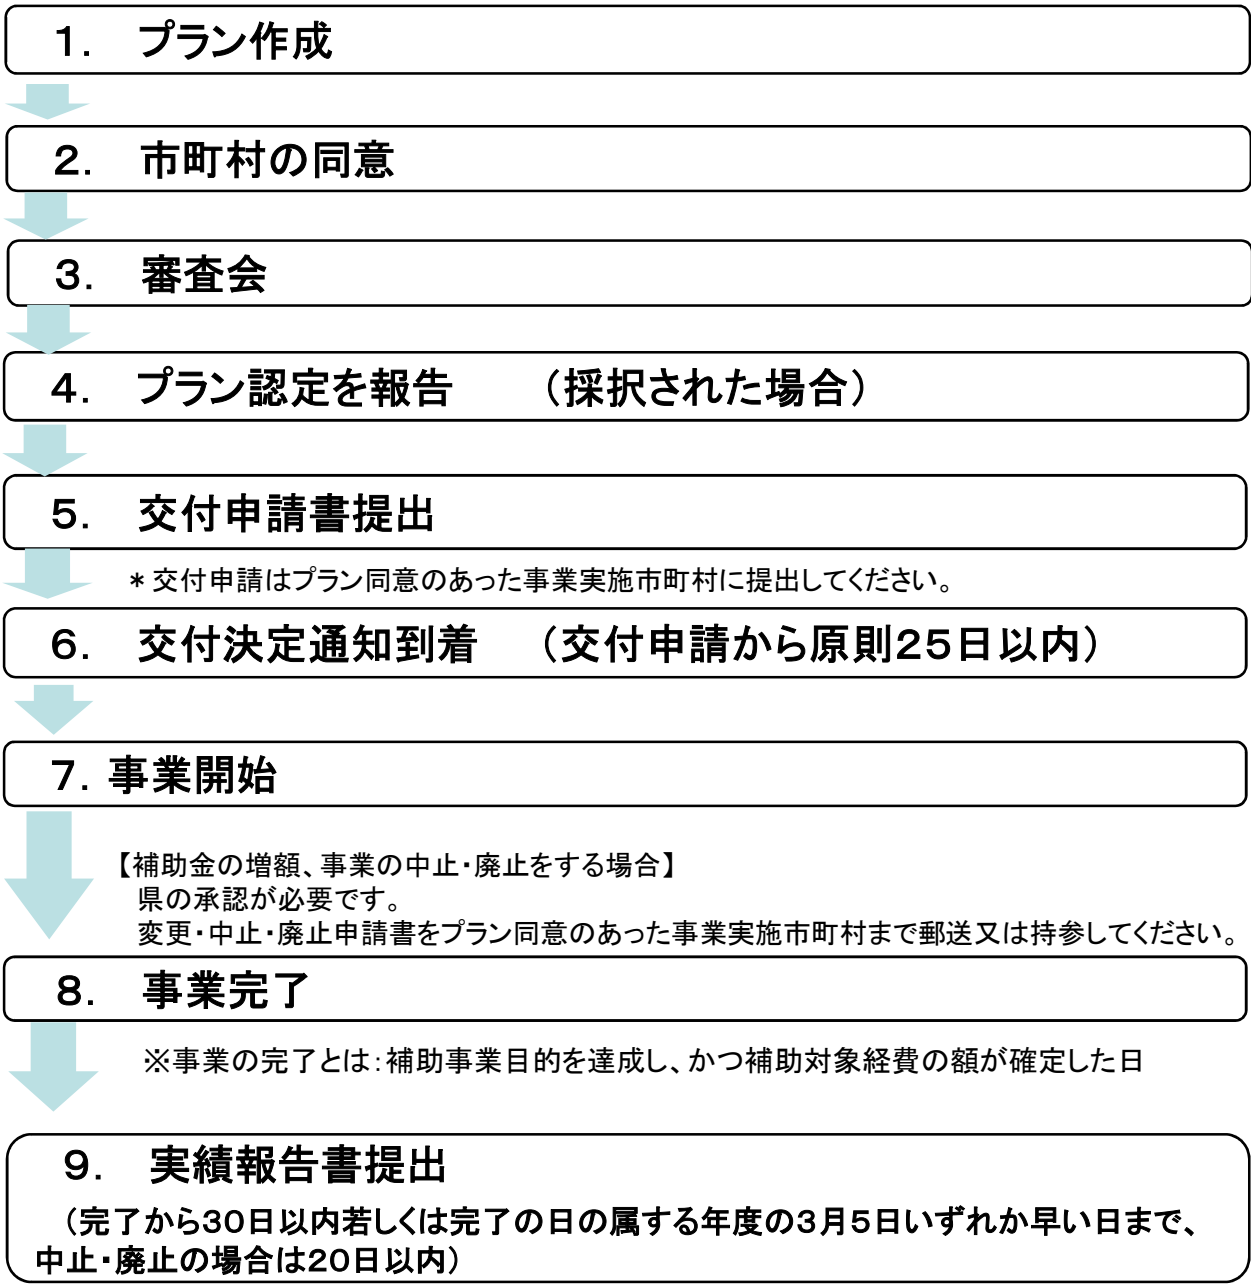 １．　プラン作成
２．　市町村の同意
３．　審査会
４．　プラン認定を報告　　（採択された場合）
５．　交付申請書提出
＊交付申請はプラン同意のあった事業実施市町村に提出してください。
６．　交付決定通知到着　（交付申請から原則２５日以内）
７．事業開始
【補助金の増額、事業の中止・廃止をする場合】
県の承認が必要です。
変更・中止・廃止申請書をプラン同意のあった事業実施市町村まで郵送又は持参してください。
８．　事業完了
※事業の完了とは：補助事業目的を達成し、かつ補助対象経費の額が確定した日
９．　実績報告書提出
（完了から３０日以内若しくは完了の日の属する年度の３月５日いずれか早い日まで、
中止・廃止の場合は２０日以内）